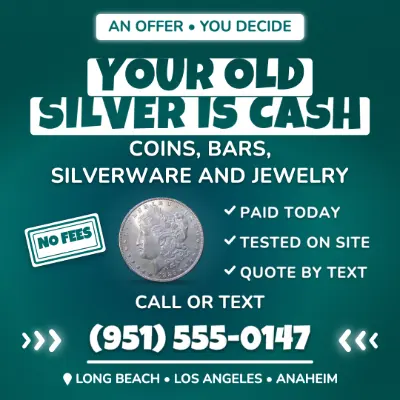 AN OFFER • YOU DECIDE
YOUR OLD
SILVER IS CASH
COINS, BARS,
SILVERWARE AND JEWELRY
NO FEES
PAID TODAY
TESTED ON SITE
QUOTE BY TEXT
CALL OR TEXT
(951) 555-0147
LONG BEACH • LOS ANGELES • ANAHEIM